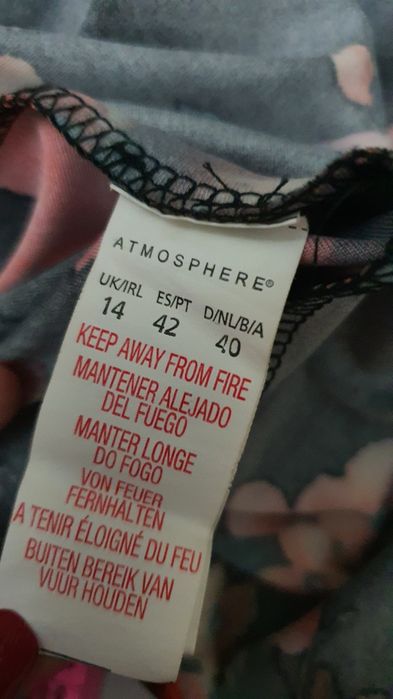 ATMOSPHERE®
UK/IRL ES/PT D/NL/B/A
14 42 40
KEEP AWAY FROM FIRE
MANTENER ALEJADO
DEL FUEGO
MANTER LONGE
DO FOGO
VON FEUER
FERNHALTEN
A TENIR ÉLOIGNÉ DU FEU
BUITEN BEREIK VAN
VUUR HOUDEN